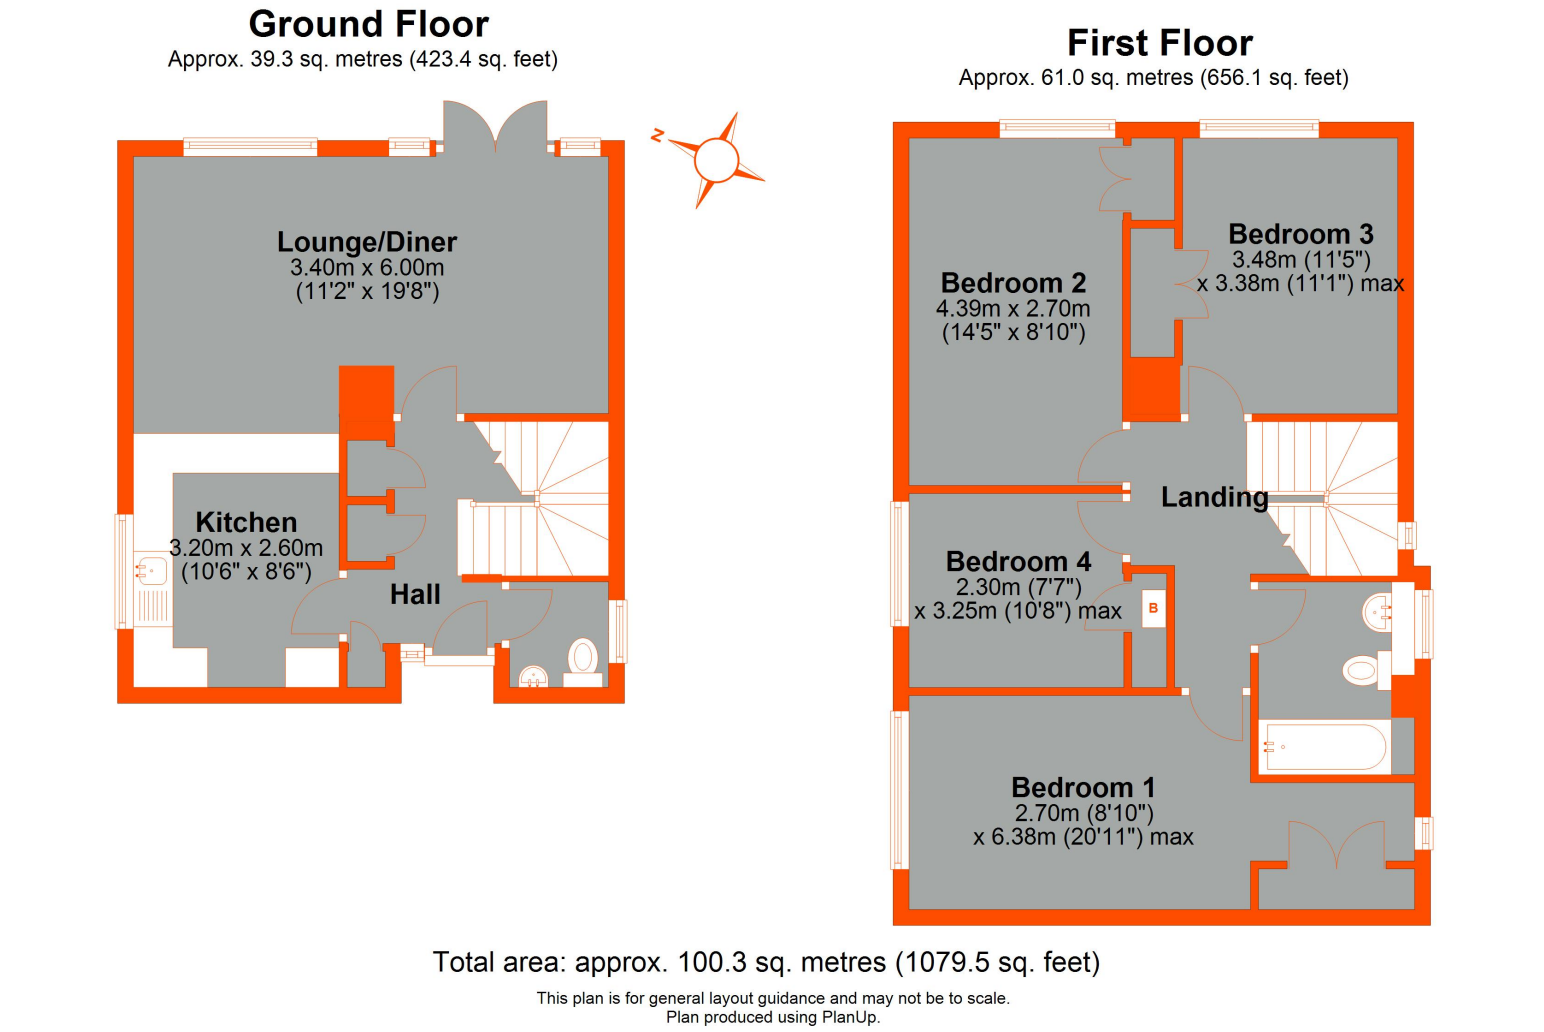 Ground Floor
Approx. 39.3 sq. metres (423.4 sq. feet)
First Floor
Approx. 61.0 sq. metres (656.1 sq. feet)
N
Lounge/Diner
3.40m x 6.00m
(11'2" x 19'8")
Kitchen
3.20m x 2.60m
(10'6" x 8'6")
Hall
Bedroom 2
4.39m x 2.70m
(14'5" x 8'10")
Bedroom 3
3.48m (11'5")
x 3.38m (11'1") max
Landing
Bedroom 4
2.30m (7'7")
x 3.25m (10'8") max
B
Bedroom 1
2.70m (8'10")
x 6.38m (20'11") max
Total area: approx. 100.3 sq. metres (1079.5 sq. feet)
This plan is for general layout guidance and may not be to scale.
Plan produced using PlanUp.